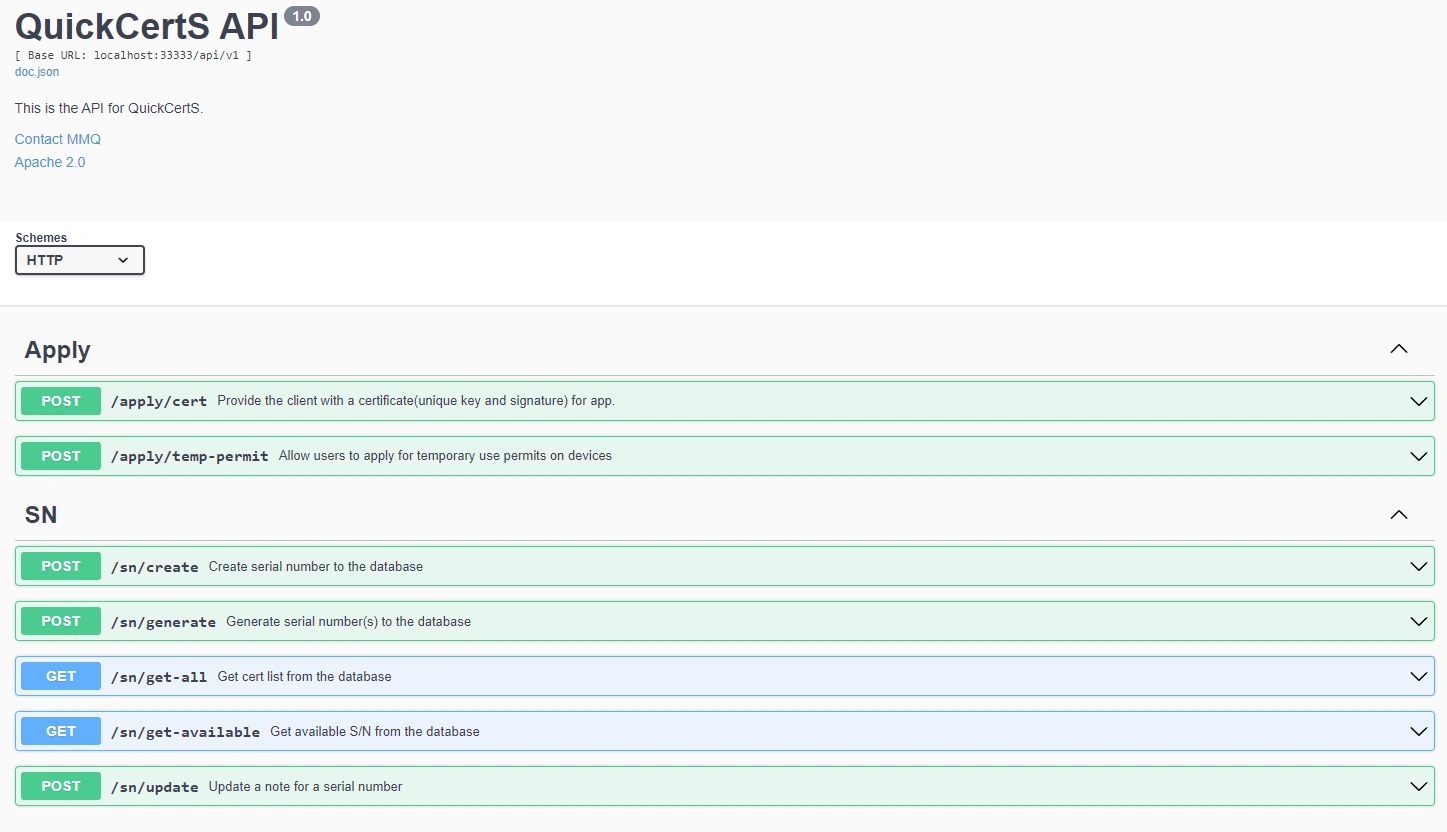 QuickCertS API 1.0
[ Base URL: localhost:33333/api/v1 ]
doc.json
This is the API for QuickCertS.
Contact MMQ
Apache 2.0
Schemes
HTTP
Apply
POST /apply/cert Provide the client with a certificate(unique key and signature) for app.
POST /apply/temp-permit Allow users to apply for temporary use permits on devices
SN
POST /sn/create Create serial number to the database
POST /sn/generate Generate serial number(s) to the database
GET /sn/get-all Get cert list from the database
GET /sn/get-available Get available S/N from the database
POST /sn/update Update a note for a serial number